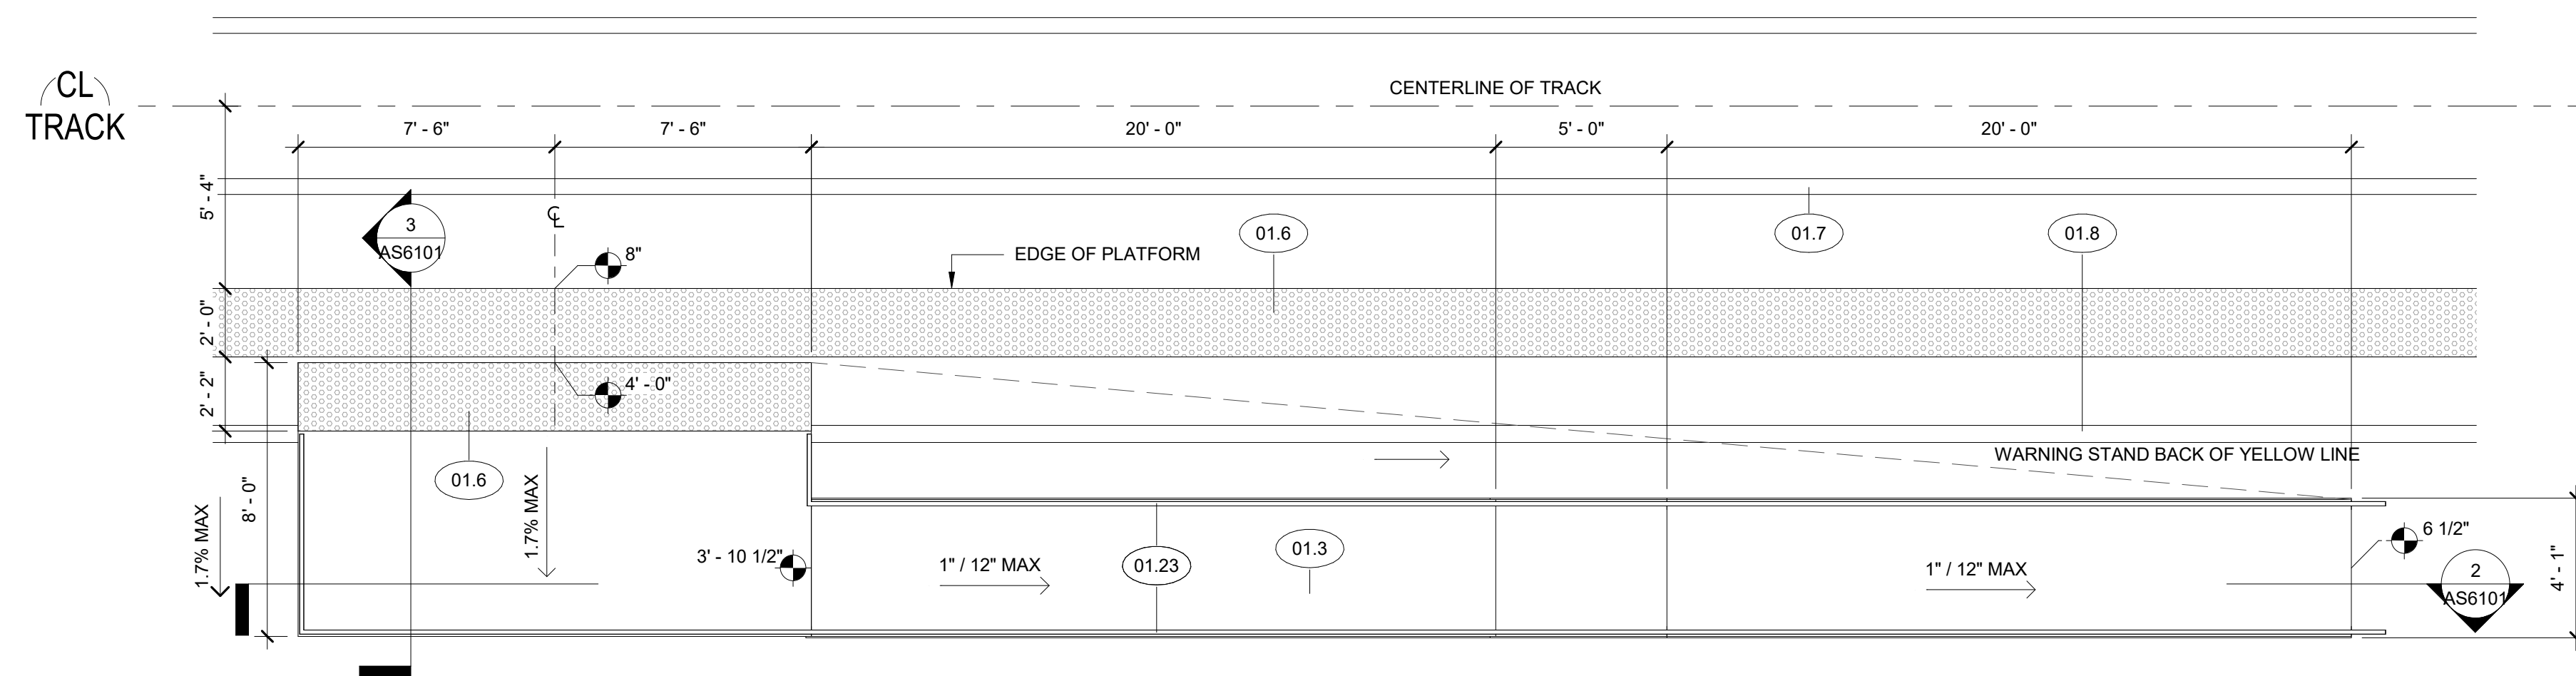 CL
TRACK
CENTERLINE OF TRACK
7' - 6"
7' - 6"
20' - 0"
5' - 0"
20' - 0"
5' - 4"
3
AS6101
℄
8"
EDGE OF PLATFORM
01.6
01.7
01.8
2' - 0"
2' - 2"
4' - 0"
01.6
WARNING STAND BACK OF YELLOW LINE
8' - 0"
1.7% MAX
1.7% MAX
3' - 10 1/2"
1" / 12" MAX
01.23
01.3
1" / 12" MAX
6 1/2"
2
AS6101
4' - 1"